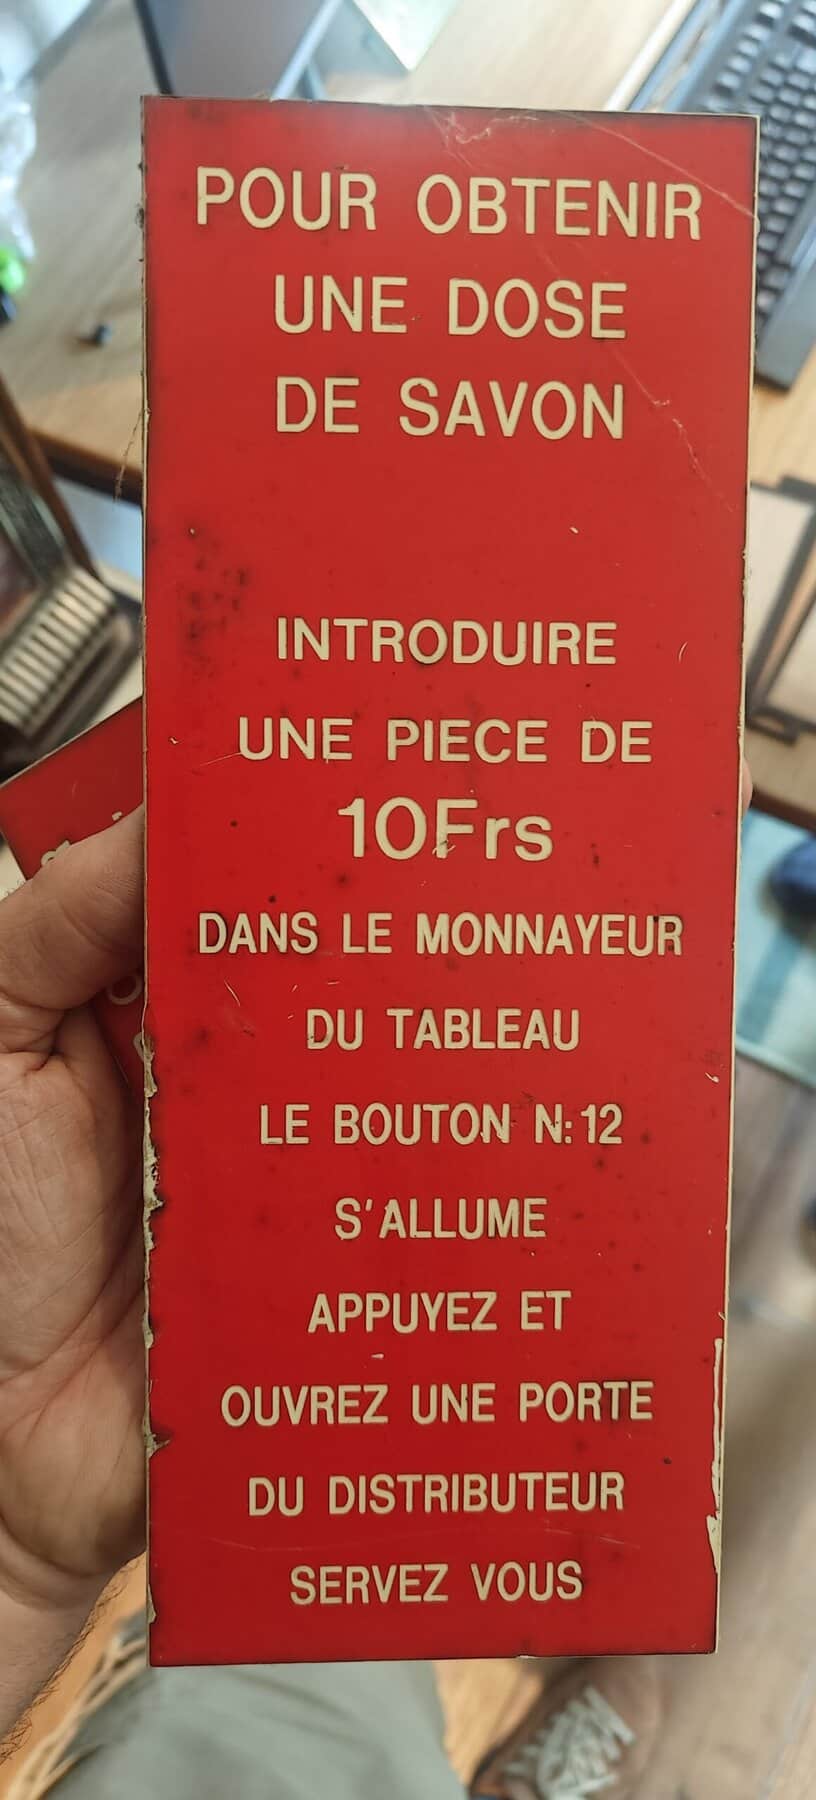 POUR OBTENIR
UNE DOSE
DE SAVON
INTRODUIRE
UNE PIECE DE
10Frs
DANS LE MONNAYEUR
DU TABLEAU
LE BOUTON N:12
S'ALLUME
APPUYEZ ET
OUVREZ UNE PORTE
DU DISTRIBUTEUR
SERVEZ VOUS